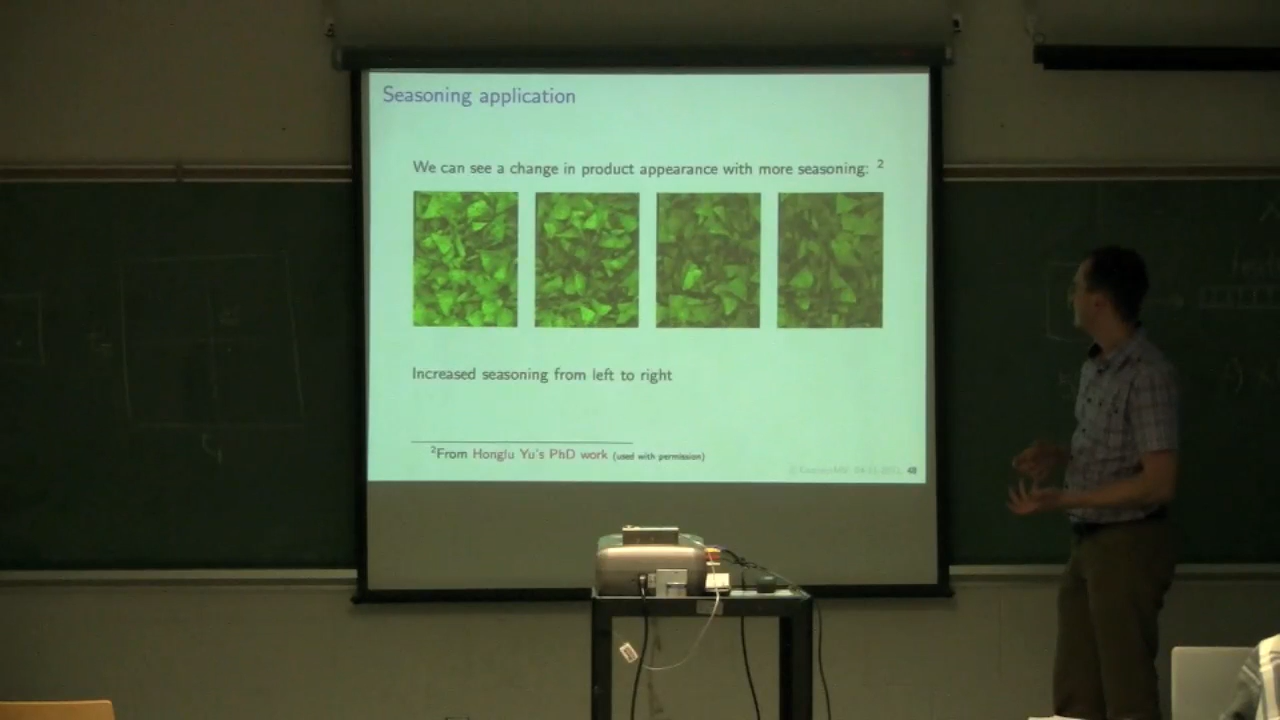 Seasoning application
We can see a change in product appearance with more seasoning: 2
Increased seasoning from left to right
2From Honglu Yu's PhD work (used with permission)
48